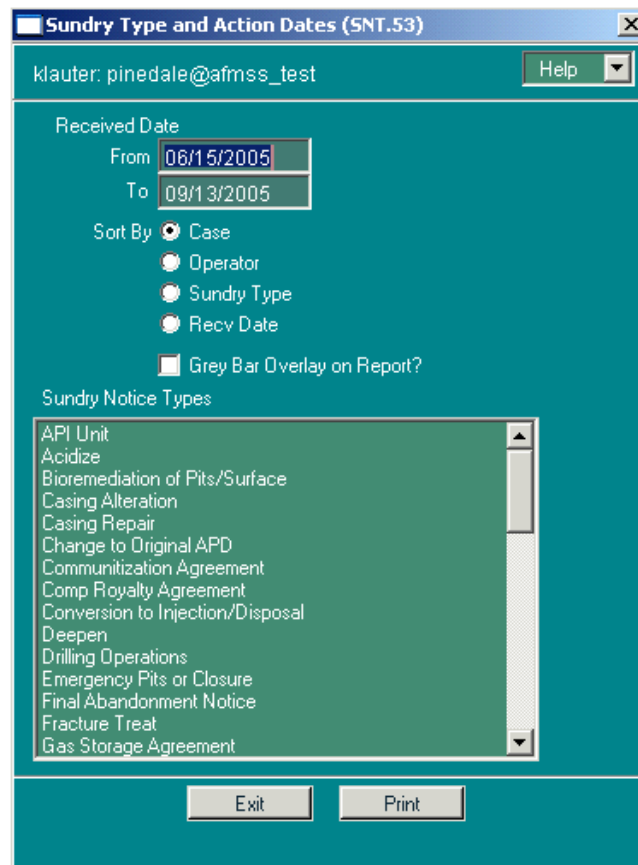 Sundry Type and Action Dates (SNT.53)
klauter: pinedale@afmss_test
Help
Received Date
From 06/15/2005
To 09/13/2005
Sort By Case
Operator
Sundry Type
Recv Date
Grey Bar Overlay on Report?
Sundry Notice Types
API Unit
Acidize
Bioremediation of Pits/Surface
Casing Alteration
Casing Repair
Change to Original APD
Communitization Agreement
Comp Royalty Agreement
Conversion to Injection/Disposal
Deepen
Drilling Operations
Emergency Pits or Closure
Final Abandonment Notice
Fracture Treat
Gas Storage Agreement
Exit Print